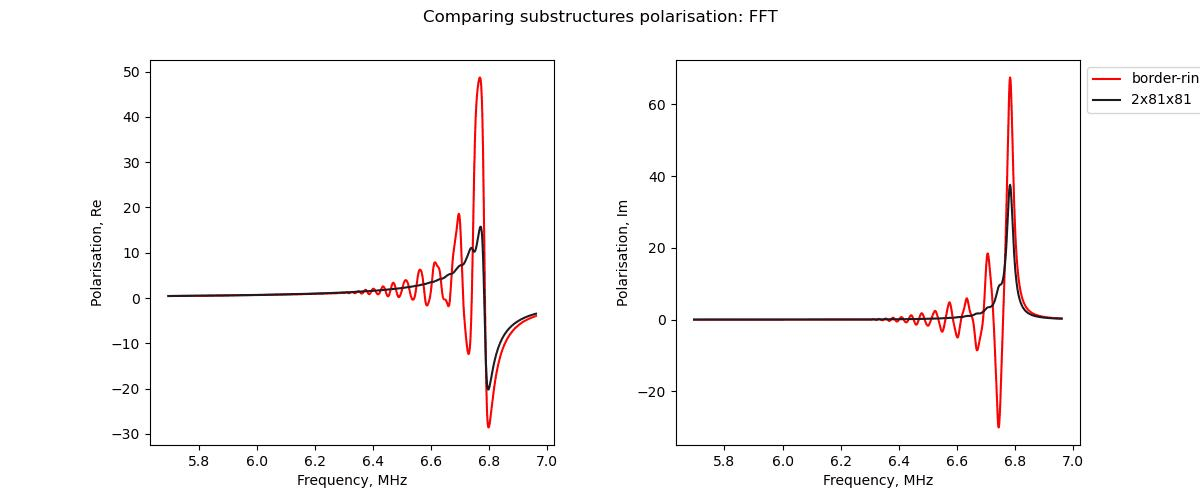 Comparing substructures polarisation: FFT
Polarisation, Re
50
40
30
20
10
0
−10
−20
−30
5.8 6.0 6.2 6.4 6.6 6.8 7.0
Frequency, MHz
Polarisation, Im
60
40
20
0
−20
5.8 6.0 6.2 6.4 6.6 6.8 7.0
Frequency, MHz
border-rin
2x81x81